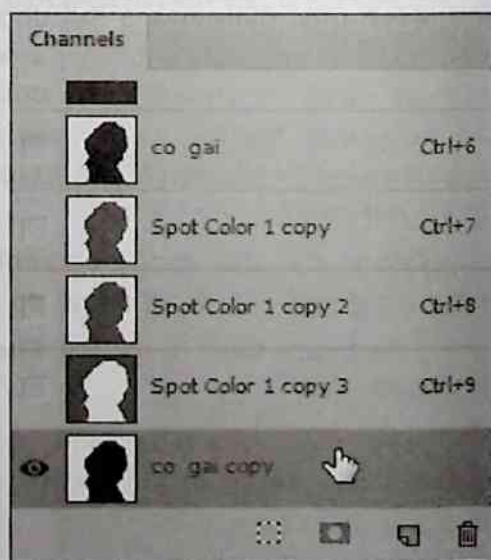 Channels
co gai Ctrl+6
Spot Color 1 copy Ctrl+7
Spot Color 1 copy 2 Ctrl+8
Spot Color 1 copy 3 Ctrl+9
co gai copy